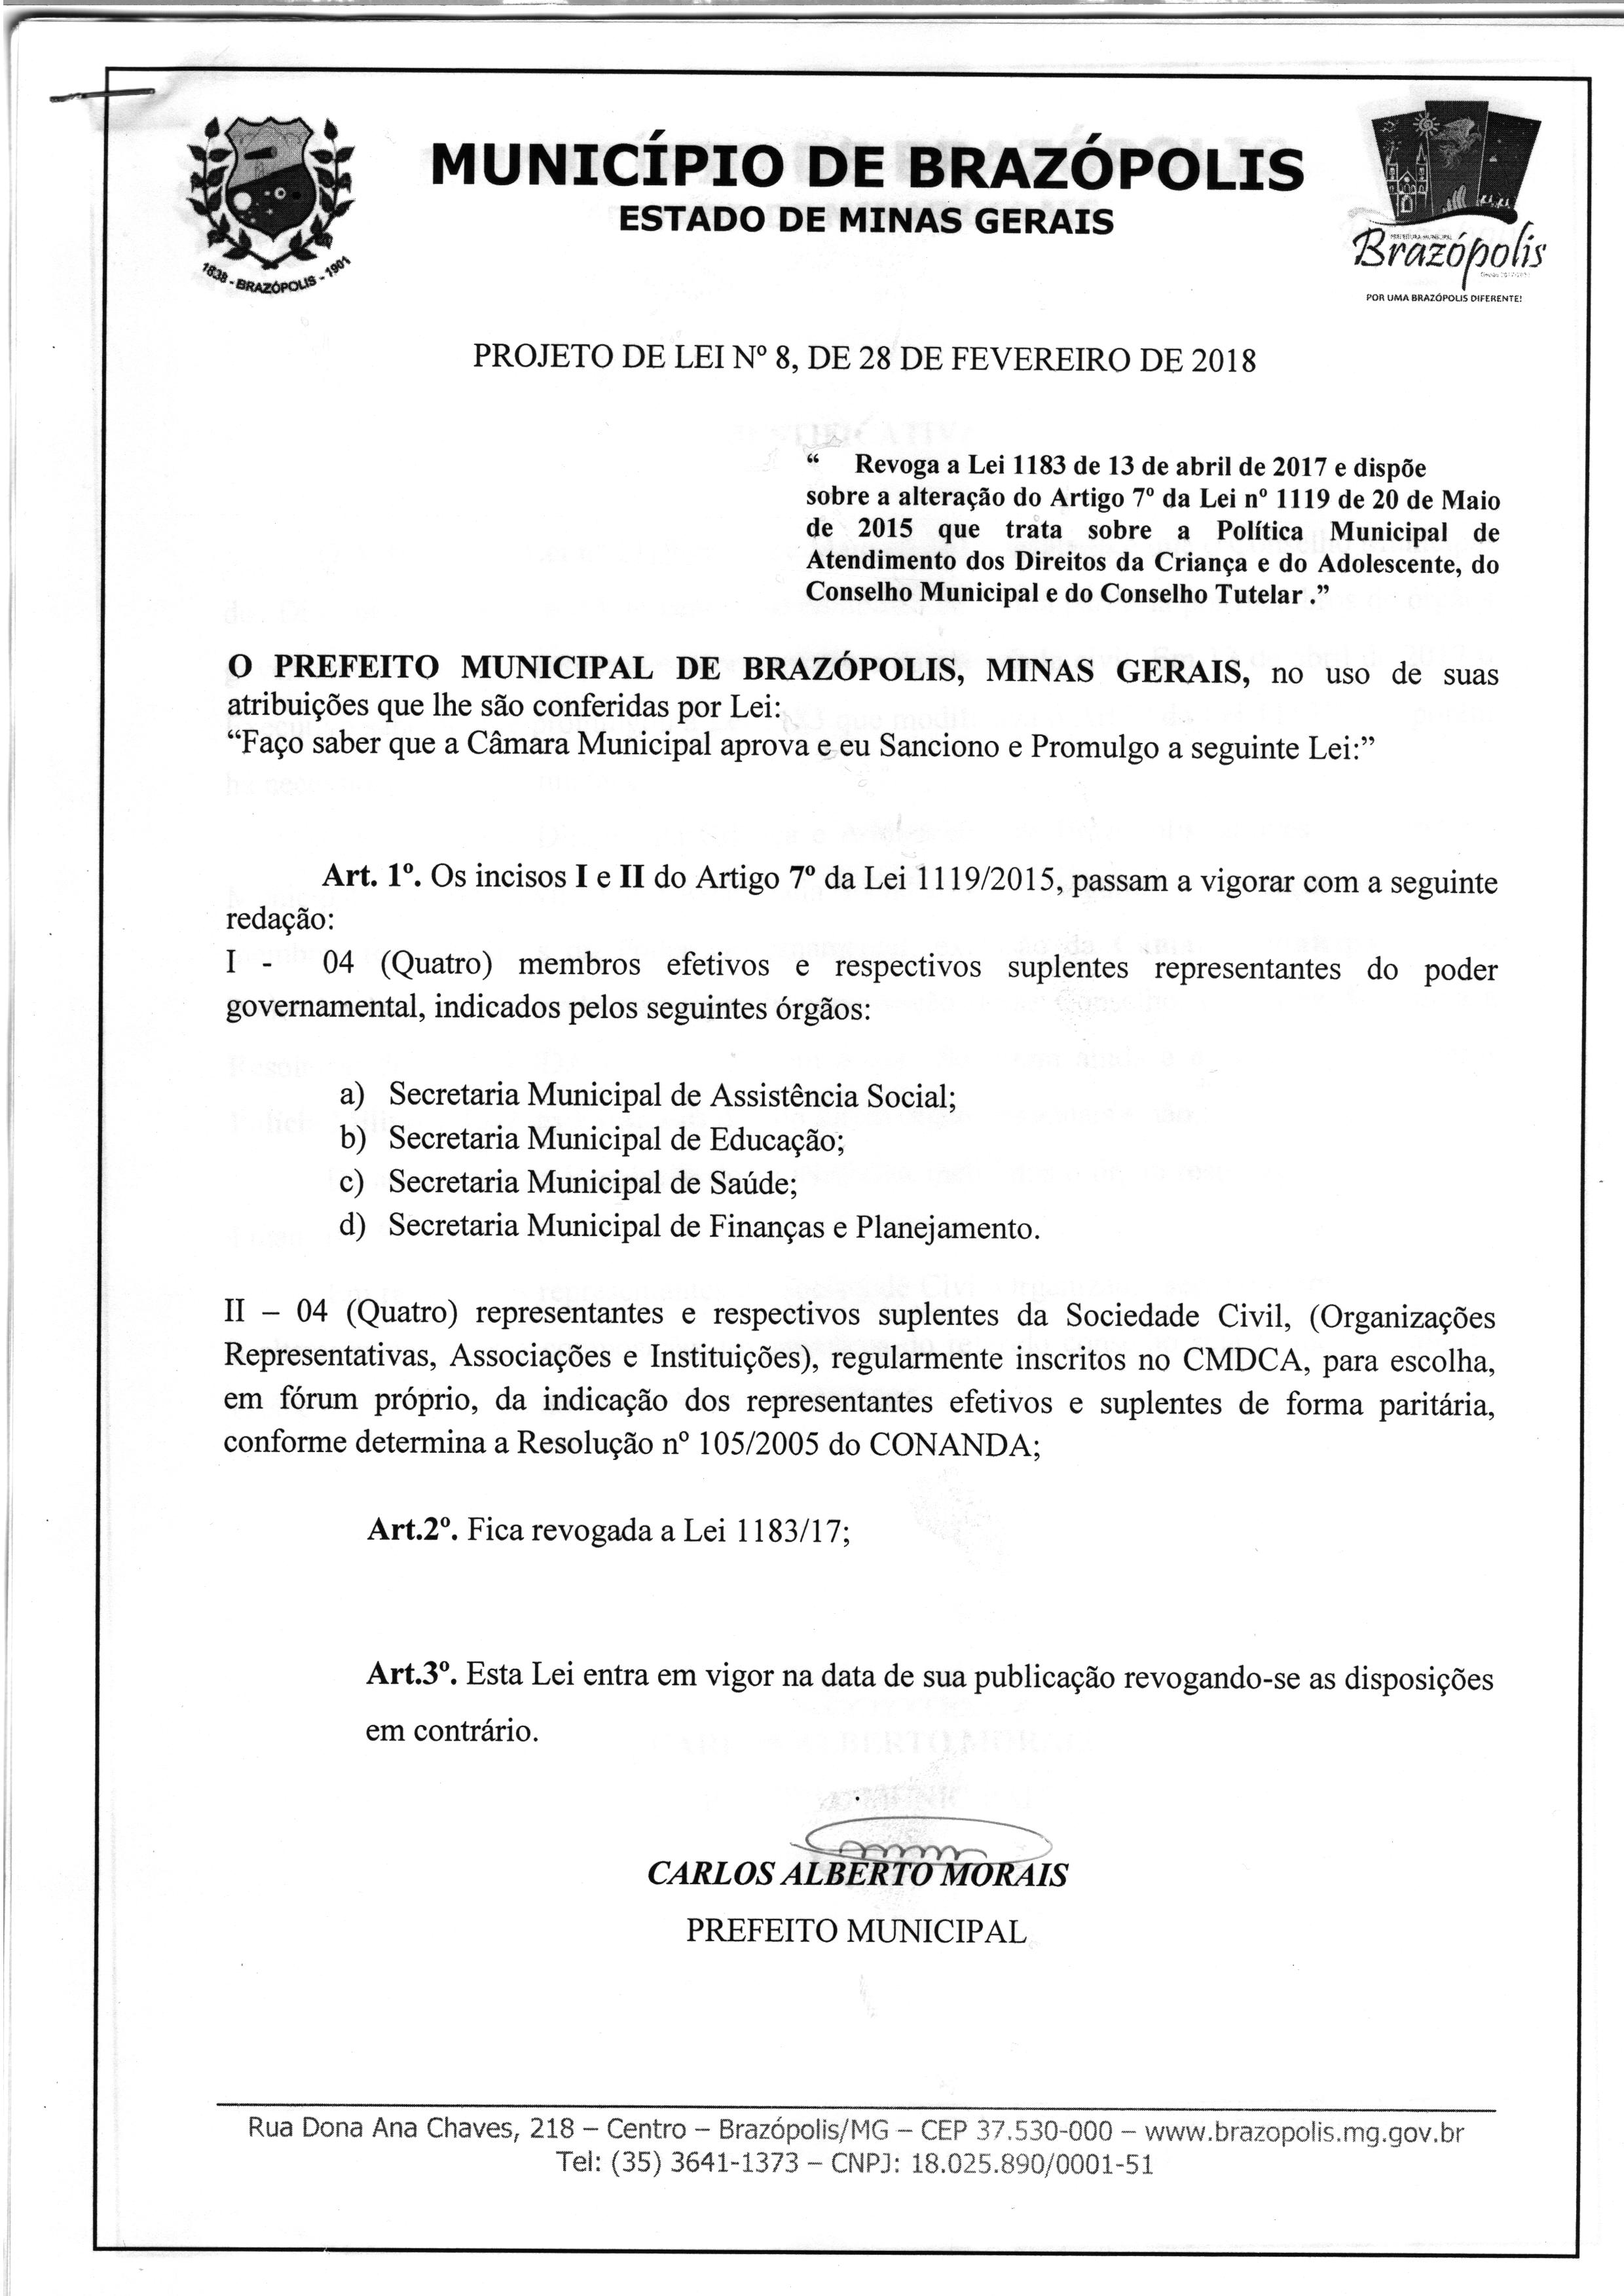 MUNICÍPIO DE BRAZÓPOLIS
ESTADO DE MINAS GERAIS
1838 - BRAZÓPOLIS - 1901
PREFEITURA MUNICIPAL
Brazópolis
POR UMA BRAZÓPOLIS DIFERENTE!
PROJETO DE LEI Nº 8, DE 28 DE FEVEREIRO DE 2018
“ Revoga a Lei 1183 de 13 de abril de 2017 e dispõe
sobre a alteração do Artigo 7º da Lei nº 1119 de 20 de Maio
de 2015 que trata sobre a Política Municipal de
Atendimento dos Direitos da Criança e do Adolescente, do
Conselho Municipal e do Conselho Tutelar .”
O PREFEITO MUNICIPAL DE BRAZÓPOLIS, MINAS GERAIS, no uso de suas
atribuições que lhe são conferidas por Lei:
“Faço saber que a Câmara Municipal aprova e eu Sanciono e Promulgo a seguinte Lei:”
Art. 1º. Os incisos I e II do Artigo 7º da Lei 1119/2015, passam a vigorar com a seguinte
redação:
I - 04 (Quatro) membros efetivos e respectivos suplentes representantes do poder
governamental, indicados pelos seguintes órgãos:
a) Secretaria Municipal de Assistência Social;
b) Secretaria Municipal de Educação;
c) Secretaria Municipal de Saúde;
d) Secretaria Municipal de Finanças e Planejamento.
II – 04 (Quatro) representantes e respectivos suplentes da Sociedade Civil, (Organizações
Representativas, Associações e Instituições), regularmente inscritos no CMDCA, para escolha,
em fórum próprio, da indicação dos representantes efetivos e suplentes de forma paritária,
conforme determina a Resolução nº 105/2005 do CONANDA;
Art.2º. Fica revogada a Lei 1183/17;
Art.3º. Esta Lei entra em vigor na data de sua publicação revogando-se as disposições
em contrário.
CARLOS ALBERTO MORAIS
PREFEITO MUNICIPAL
Rua Dona Ana Chaves, 218 – Centro – Brazópolis/MG – CEP 37.530-000 – www.brazopolis.mg.gov.br
Tel: (35) 3641-1373 – CNPJ: 18.025.890/0001-51